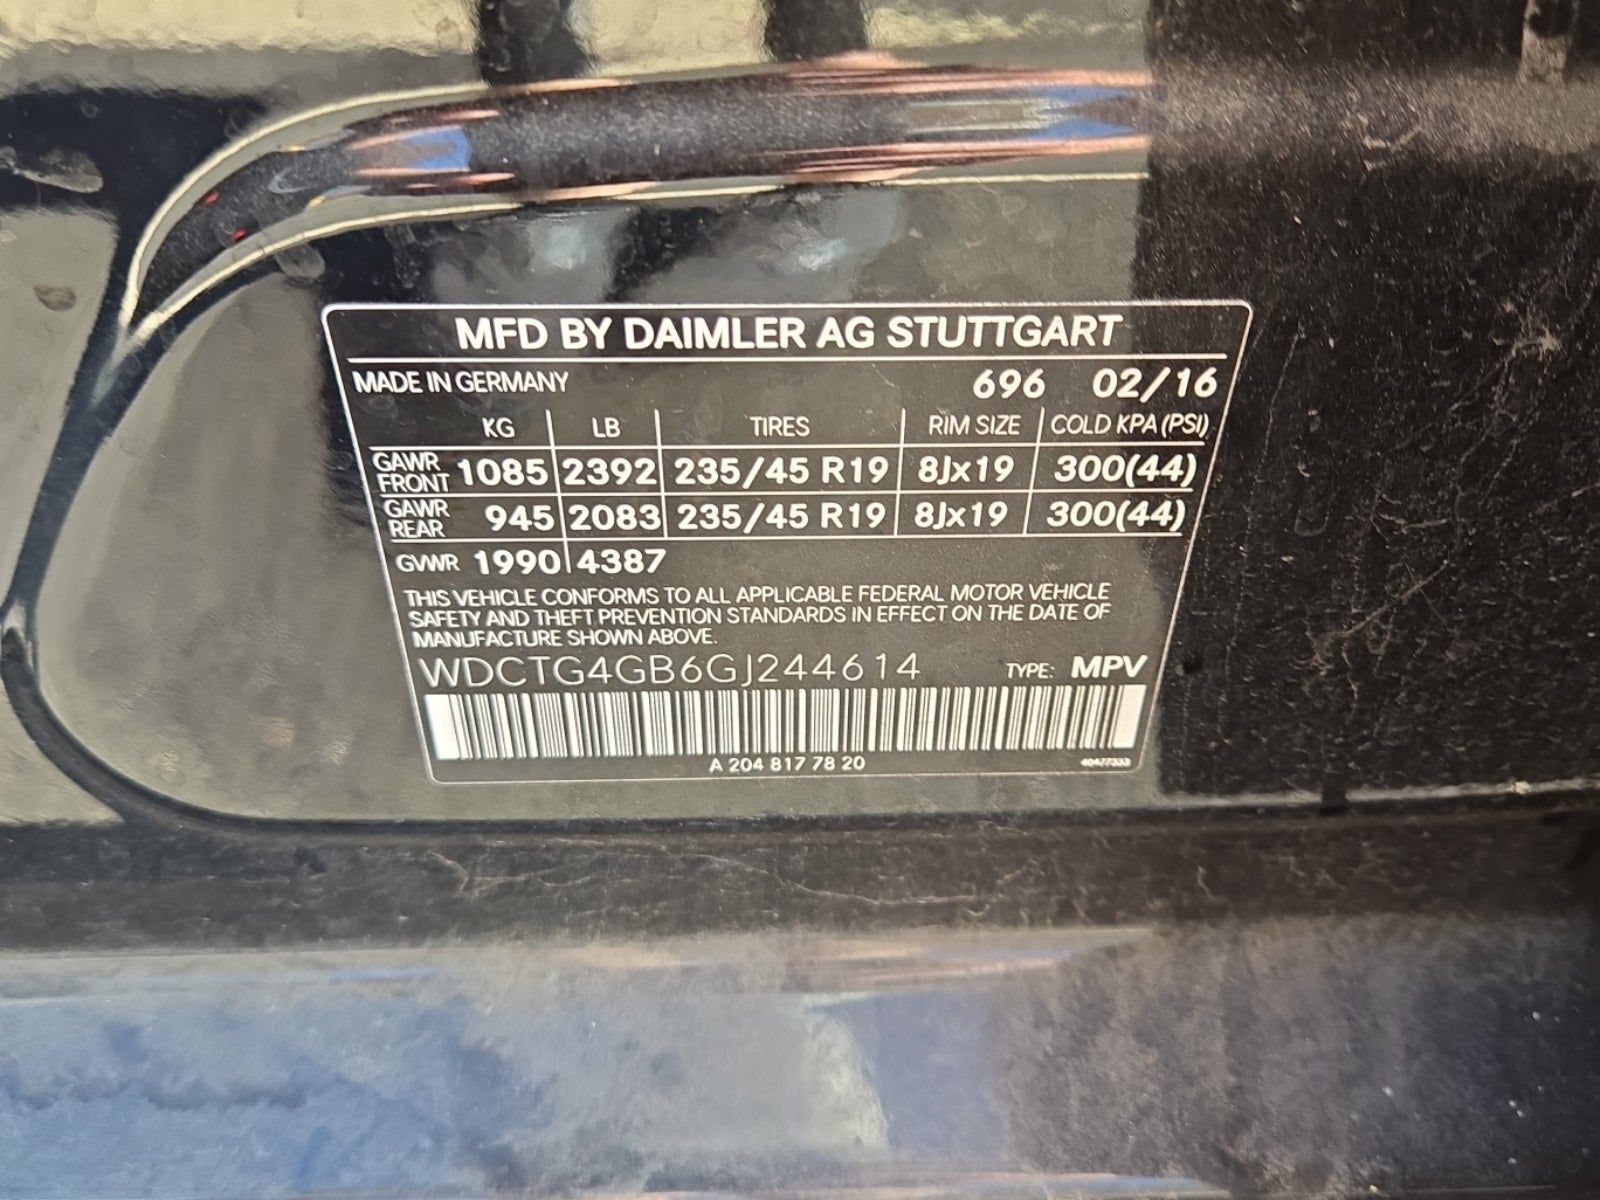 MFD BY DAIMLER AG STUTTGART
MADE IN GERMANY 696 02/16
KG LB TIRES RIM SIZE COLD KPA (PSI)
GAWR FRONT 1085 2392 235/45 R19 8Jx19 300(44)
GAWR REAR 945 2083 235/45 R19 8Jx19 300(44)
GVWR 1990 4387
THIS VEHICLE CONFORMS TO ALL APPLICABLE FEDERAL MOTOR VEHICLE
SAFETY AND THEFT PREVENTION STANDARDS IN EFFECT ON THE DATE OF
MANUFACTURE SHOWN ABOVE.
WDCTG4GB6GJ244614 TYPE: MPV
A 204 817 78 20 40477333